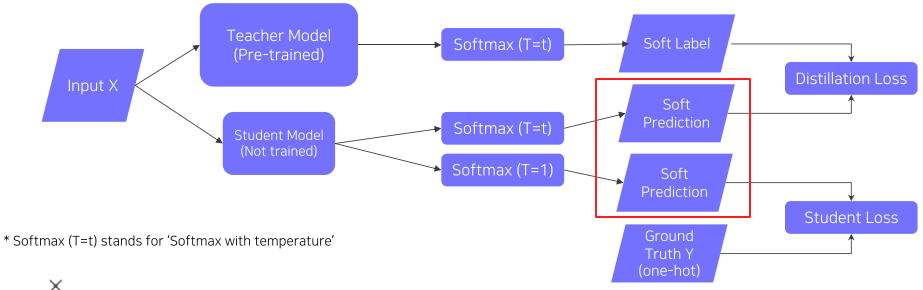 Teacher Model
(Pre-trained)
Softmax (T=t)
Soft Label
Input X
Distillation Loss
Student Model
(Not trained)
Softmax (T=t)
Soft
Prediction
Softmax (T=1)
Soft
Prediction
Student Loss
Ground
Truth Y
(one-hot)
* Softmax (T=t) stands for ‘Softmax with temperature’